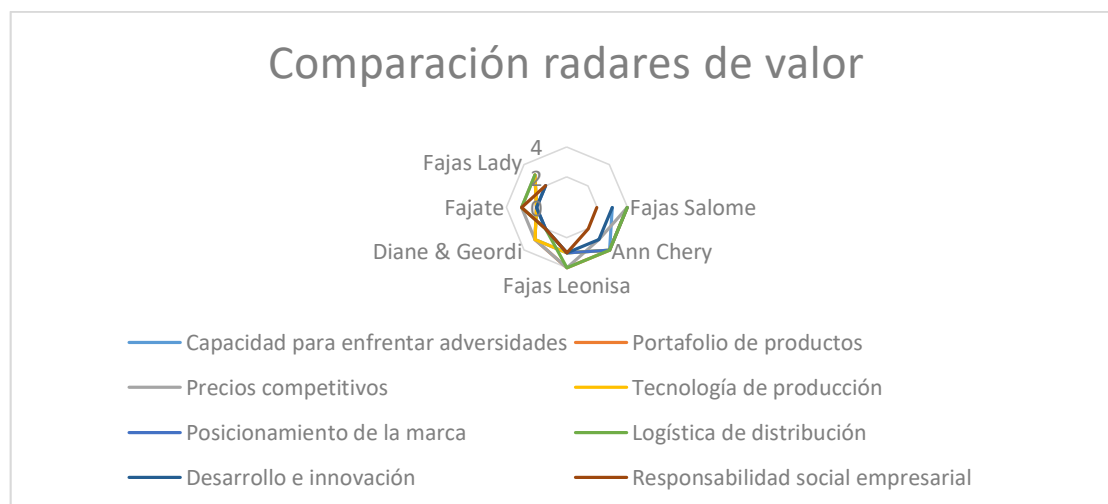 Comparación radares de valor
4
2
0
Fajas Lady
Fajate
Fajas Salome
Diane & Geordi
Ann Chery
Fajas Leonisa
Capacidad para enfrentar adversidades
Portafolio de productos
Precios competitivos
Tecnología de producción
Posicionamiento de la marca
Logística de distribución
Desarrollo e innovación
Responsabilidad social empresarial